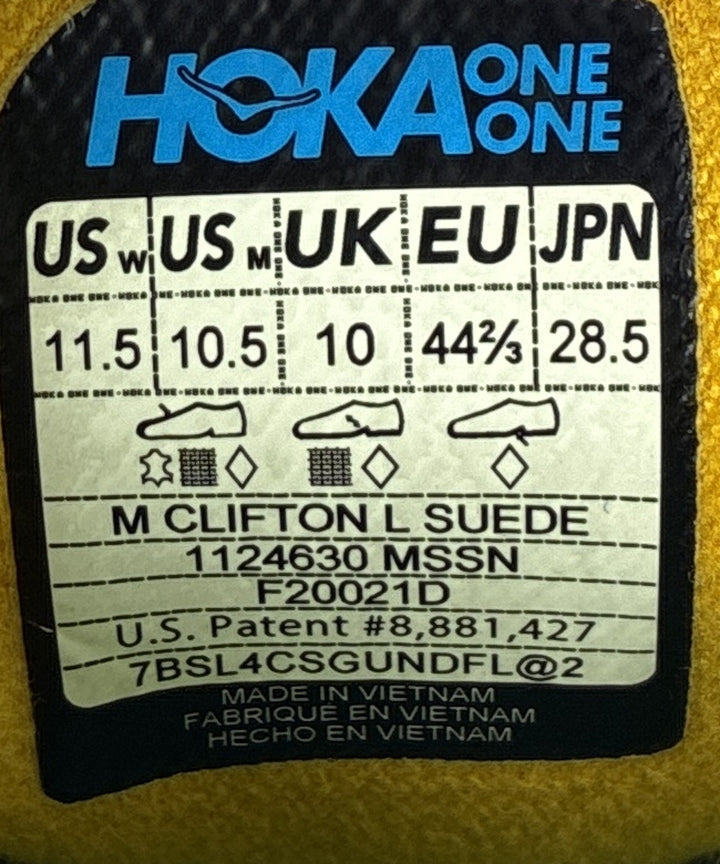 HOKA ONE ONE
US W US M UK EU JPN
11.5 10.5 10 44⅔ 28.5
M CLIFTON L SUEDE
1124630 MSSN
F20021D
U.S. Patent #8,881,427
7BSL4CSGUNDFL@2
MADE IN VIETNAM
FABRIQUÉ EN VIETNAM
HECHO EN VIETNAM